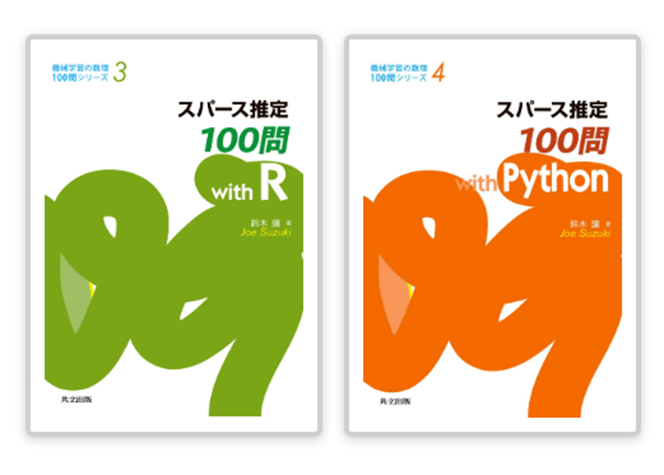 機械学習の数理
100問シリーズ 3
スパース推定
100問
with R
鈴木 讓 著
Joe Suzuki
共立出版
機械学習の数理
100問シリーズ 4
スパース推定
100問
with Python
鈴木 讓 著
Joe Suzuki
共立出版